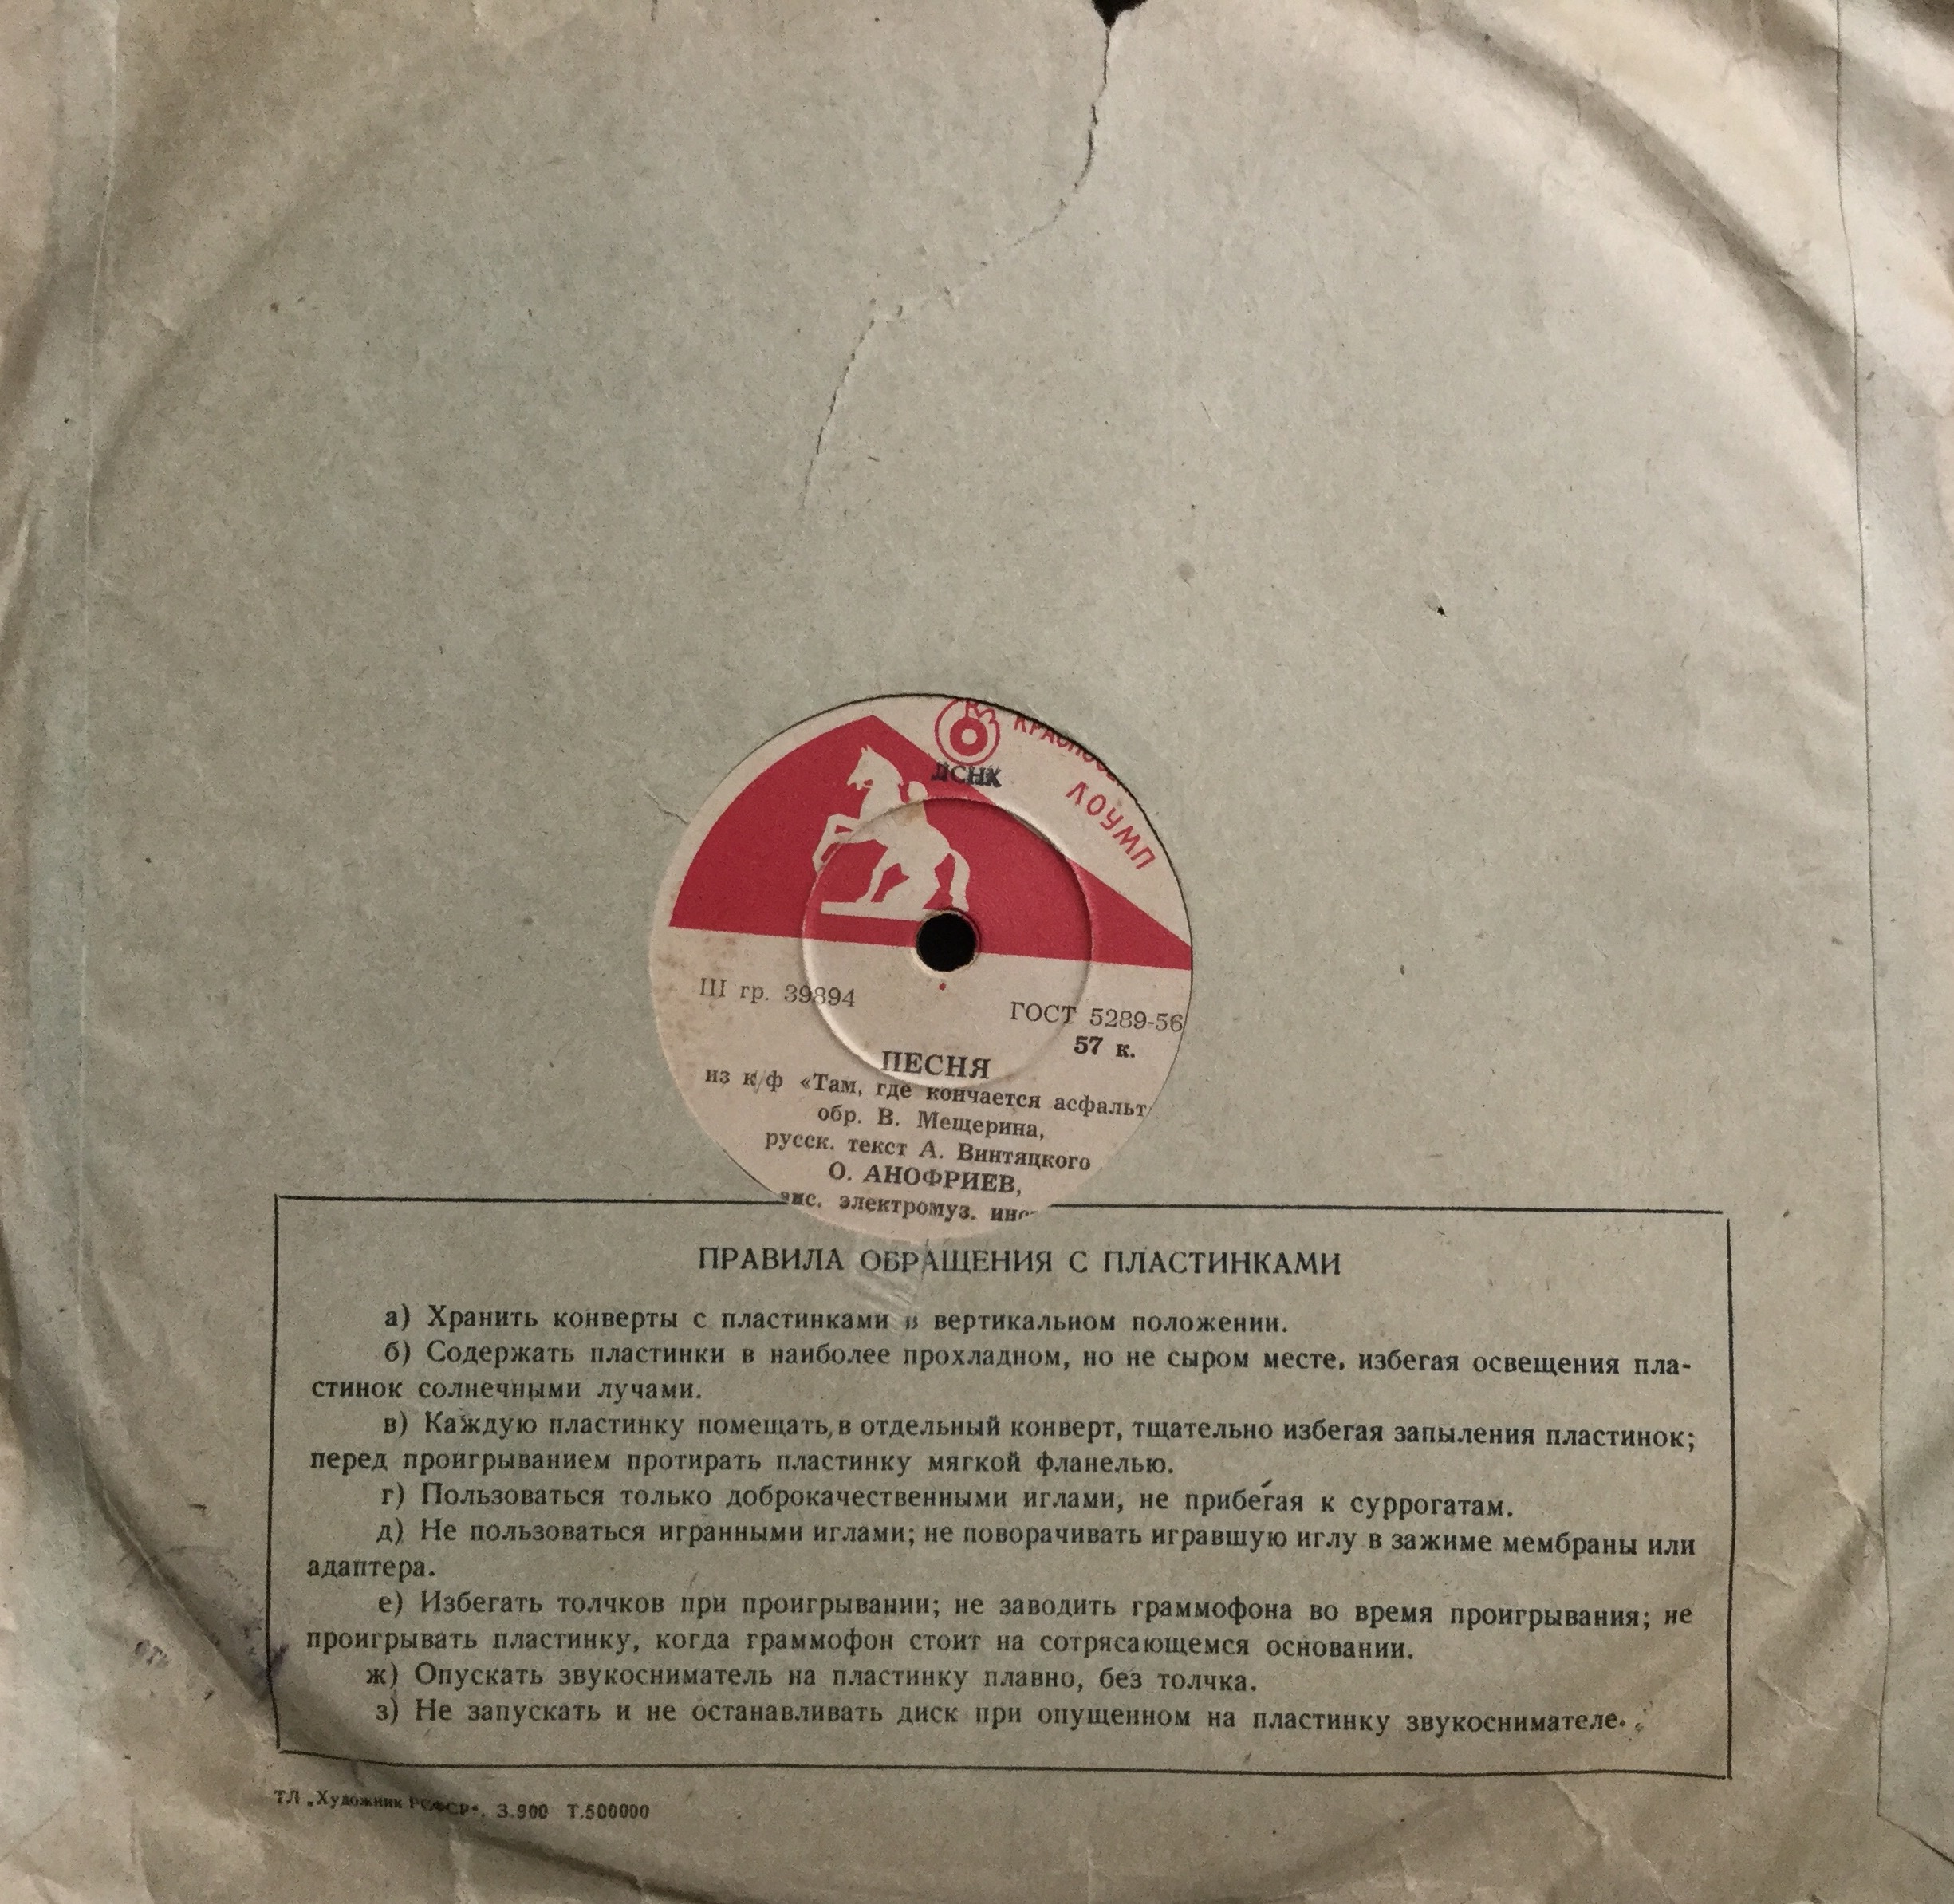 ДСНХ
ЛОУМП
III гр. 39894
ГОСТ 5289-56
57 к.
ПЕСНЯ
из к/ф «Там, где кончается асфальт
обр. В. Мещерина,
русск. текст А. Винтяцкого
О. АНОФРИЕВ,
анс. электромуз.
ПРАВИЛА ОБРАЩЕНИЯ С ПЛАСТИНКАМИ
а) Хранить конверты с пластинками в вертикальном положении.
б) Содержать пластинки в наиболее прохладном, но не сыром месте, избегая освещения пла-
стинок солнечными лучами.
в) Каждую пластинку помещать в отдельный конверт, тщательно избегая запыления пластинок;
перед проигрыванием протирать пластинку мягкой фланелью.
г) Пользоваться только доброкачественными иглами, не прибегая к суррогатам.
д) Не пользоваться игранными иглами; не поворачивать игравшую иглу в зажиме мембраны или
адаптера.
е) Избегать толчков при проигрывании; не заводить граммофона во время проигрывания; не
проигрывать пластинку, когда граммофон стоит на сотрясающемся основании.
ж) Опускать звукосниматель на пластинку плавно, без толчка.
з) Не запускать и не останавливать диск при опущенном на пластинку звукоснимателе.
ТЛ „Художник РСФСР“. З.900 Т.500000